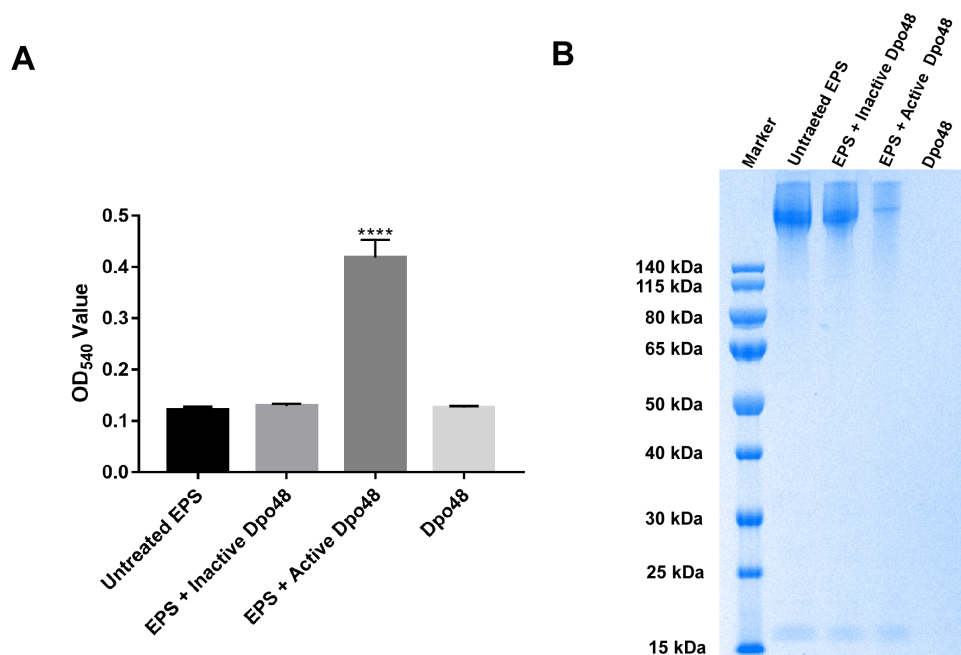 A
OD540 Value
0.5
0.4
0.3
0.2
0.1
0.0
****
Untreated EPS
EPS + Inactive Dpo48
EPS + Active Dpo48
Dpo48
B
Marker
Untraeted EPS
EPS + Inactive Dpo48
EPS + Active Dpo48
Dpo48
140 kDa
115 kDa
80 kDa
65 kDa
50 kDa
40 kDa
30 kDa
25 kDa
15 kDa